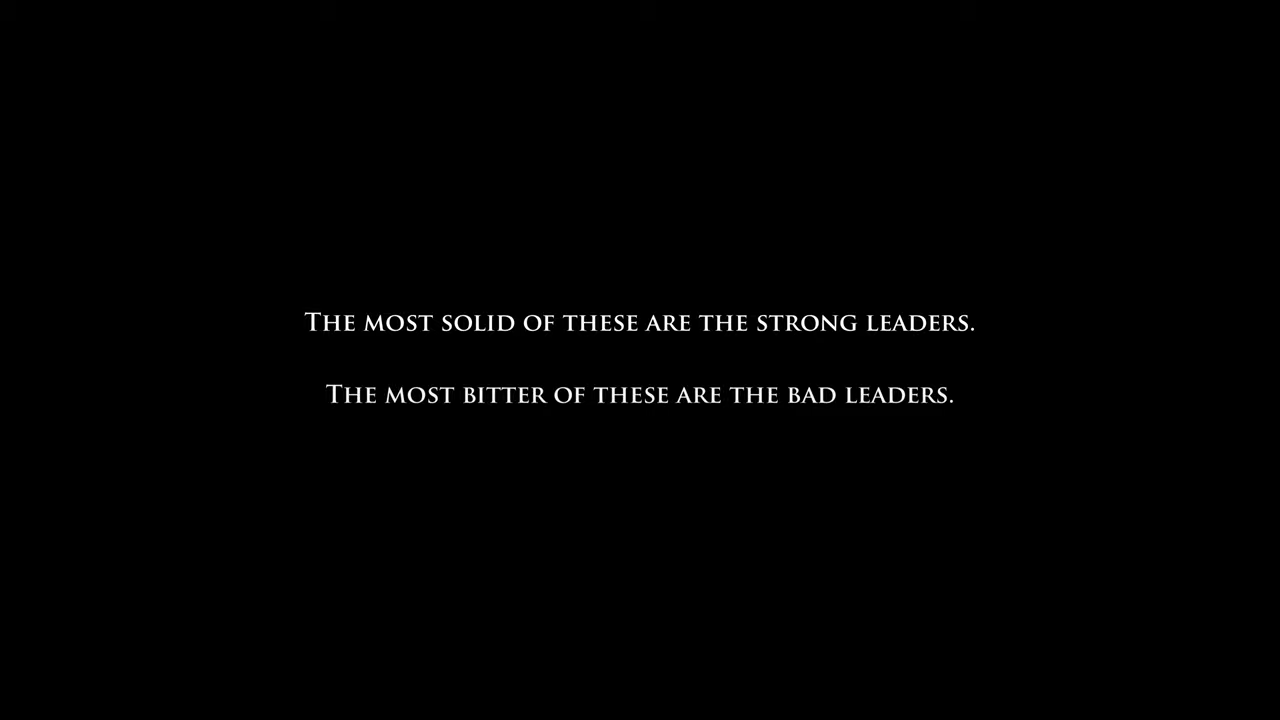 The most solid of these are the strong leaders.
The most bitter of these are the bad leaders.